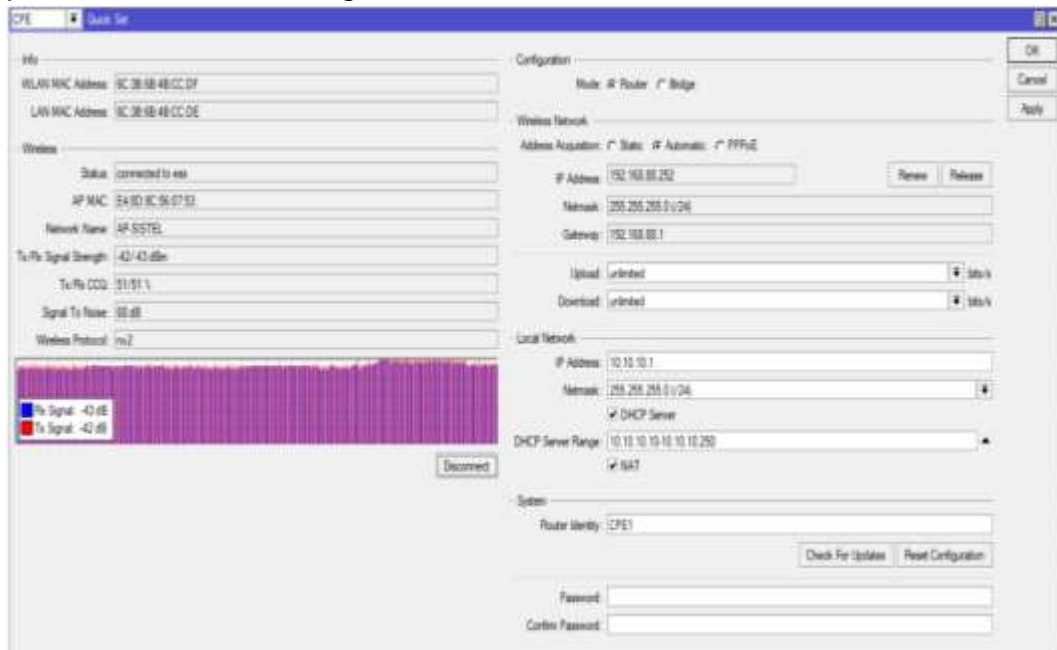 CPE Quick Set
Info
WLAN MAC Address:
LAN MAC Address:
Wireless
Status: connected to ess
AP MAC:
Network Name: AP-SISTEL
Tx/Rx Signal Strength: -42/-43 dBm
Tx/Rx CCQ: 51/51 %
Signal To Noise:
Wireless Protocol: nv2
Rx Signal: -43 dB
Tx Signal: -42 dB
Disconnect
Configuration
Mode: Router Bridge
Wireless Network
Address Acquisition: Static Automatic PPPoE
IP Address: 192.168.88.252 Renew Release
Netmask: 255.255.255.0 (/24)
Gateway: 192.168.88.1
Upload: unlimited bits/s
Download: unlimited bits/s
Local Network
IP Address: 10.10.10.1
Netmask: 255.255.255.0 (/24)
DHCP Server
DHCP Server Range: 10.10.10.10-10.10.10.250
NAT
System
Router Identity: CPE1
Check For Updates Reset Configuration
Password:
Confirm Password:
OK
Cancel
Apply